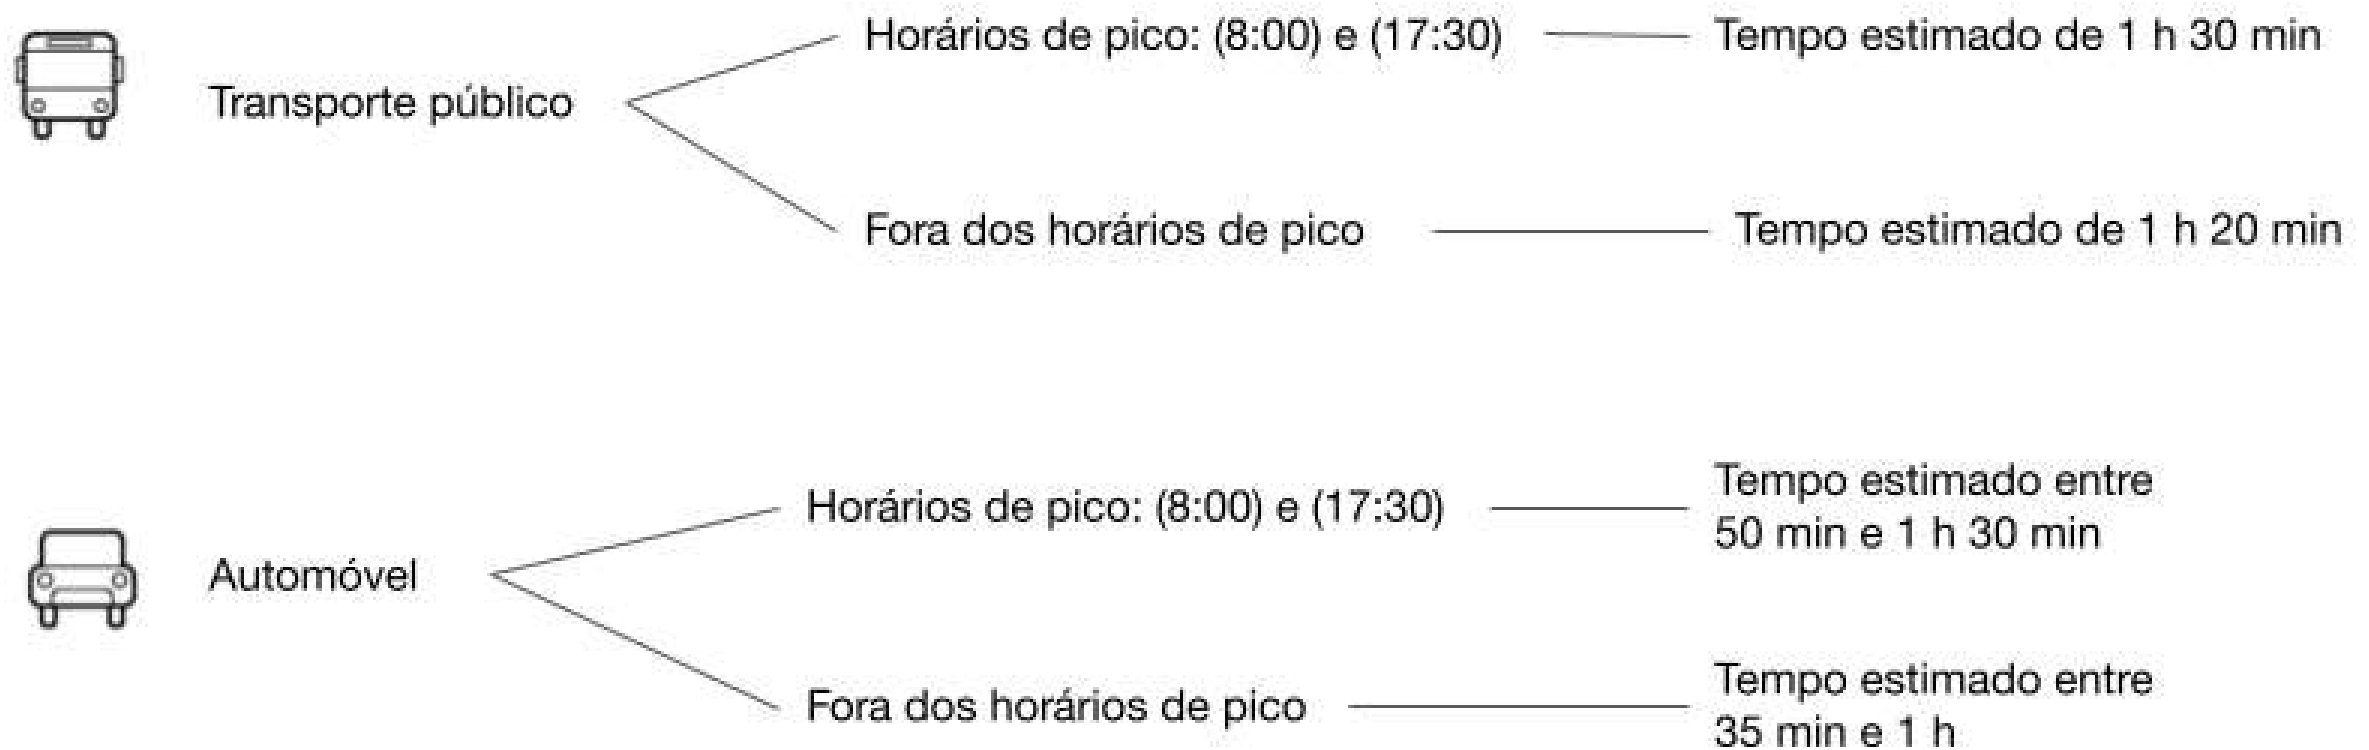 Horários de pico: (8:00) e (17:30)
Tempo estimado de 1 h 30 min
Transporte público
Fora dos horários de pico
Tempo estimado de 1 h 20 min
Horários de pico: (8:00) e (17:30)
Tempo estimado entre
50 min e 1 h 30 min
Automóvel
Fora dos horários de pico
Tempo estimado entre
35 min e 1 h